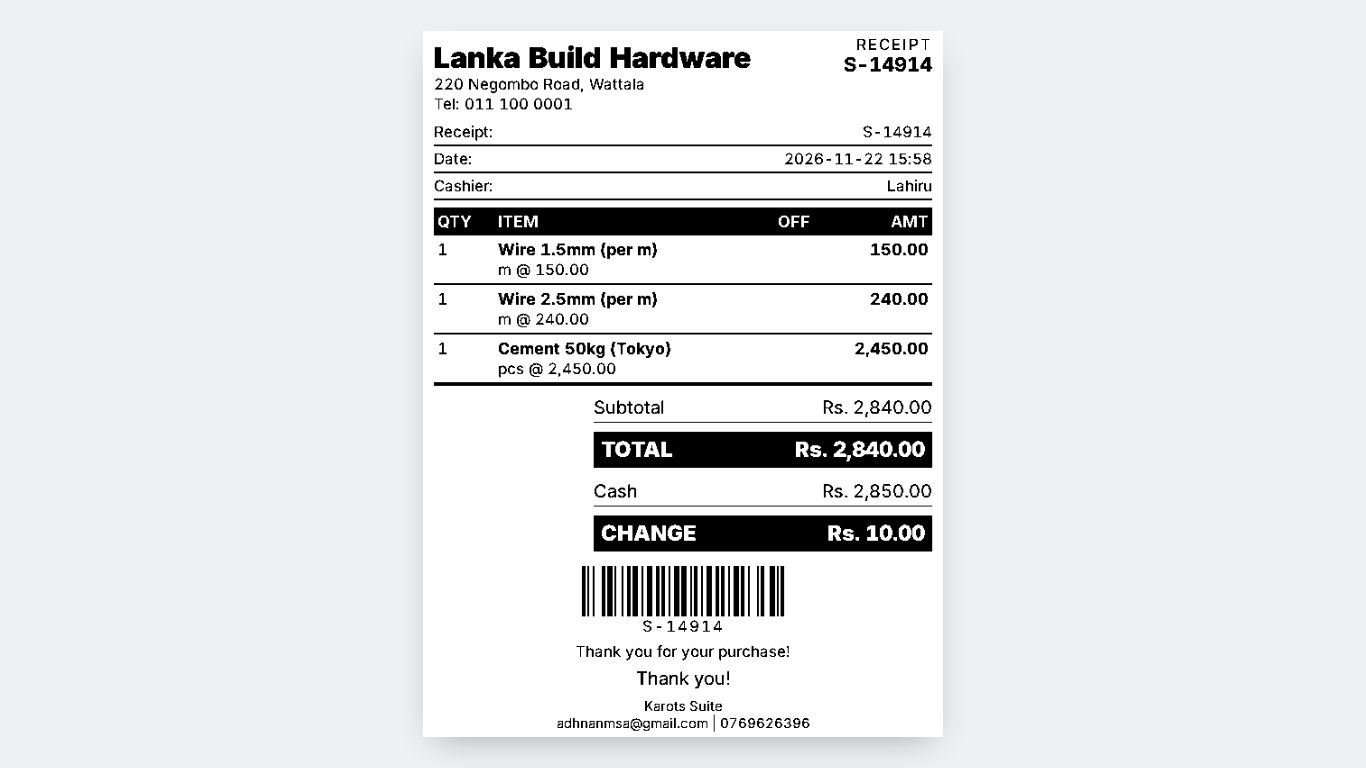 Lanka Build Hardware
220 Negombo Road, Wattala
Tel: 011 100 0001
RECEIPT
S-14914
Receipt: S-14914
Date: 2026-11-22 15:58
Cashier: Lahiru
QTY ITEM OFF AMT
1 Wire 1.5mm (per m) 150.00
m @ 150.00
1 Wire 2.5mm (per m) 240.00
m @ 240.00
1 Cement 50kg (Tokyo) 2,450.00
pcs @ 2,450.00
Subtotal Rs. 2,840.00
TOTAL Rs. 2,840.00
Cash Rs. 2,850.00
CHANGE Rs. 10.00
S-14914
Thank you for your purchase!
Thank you!
Karots Suite
adhnanmsa@gmail.com | 0769626396